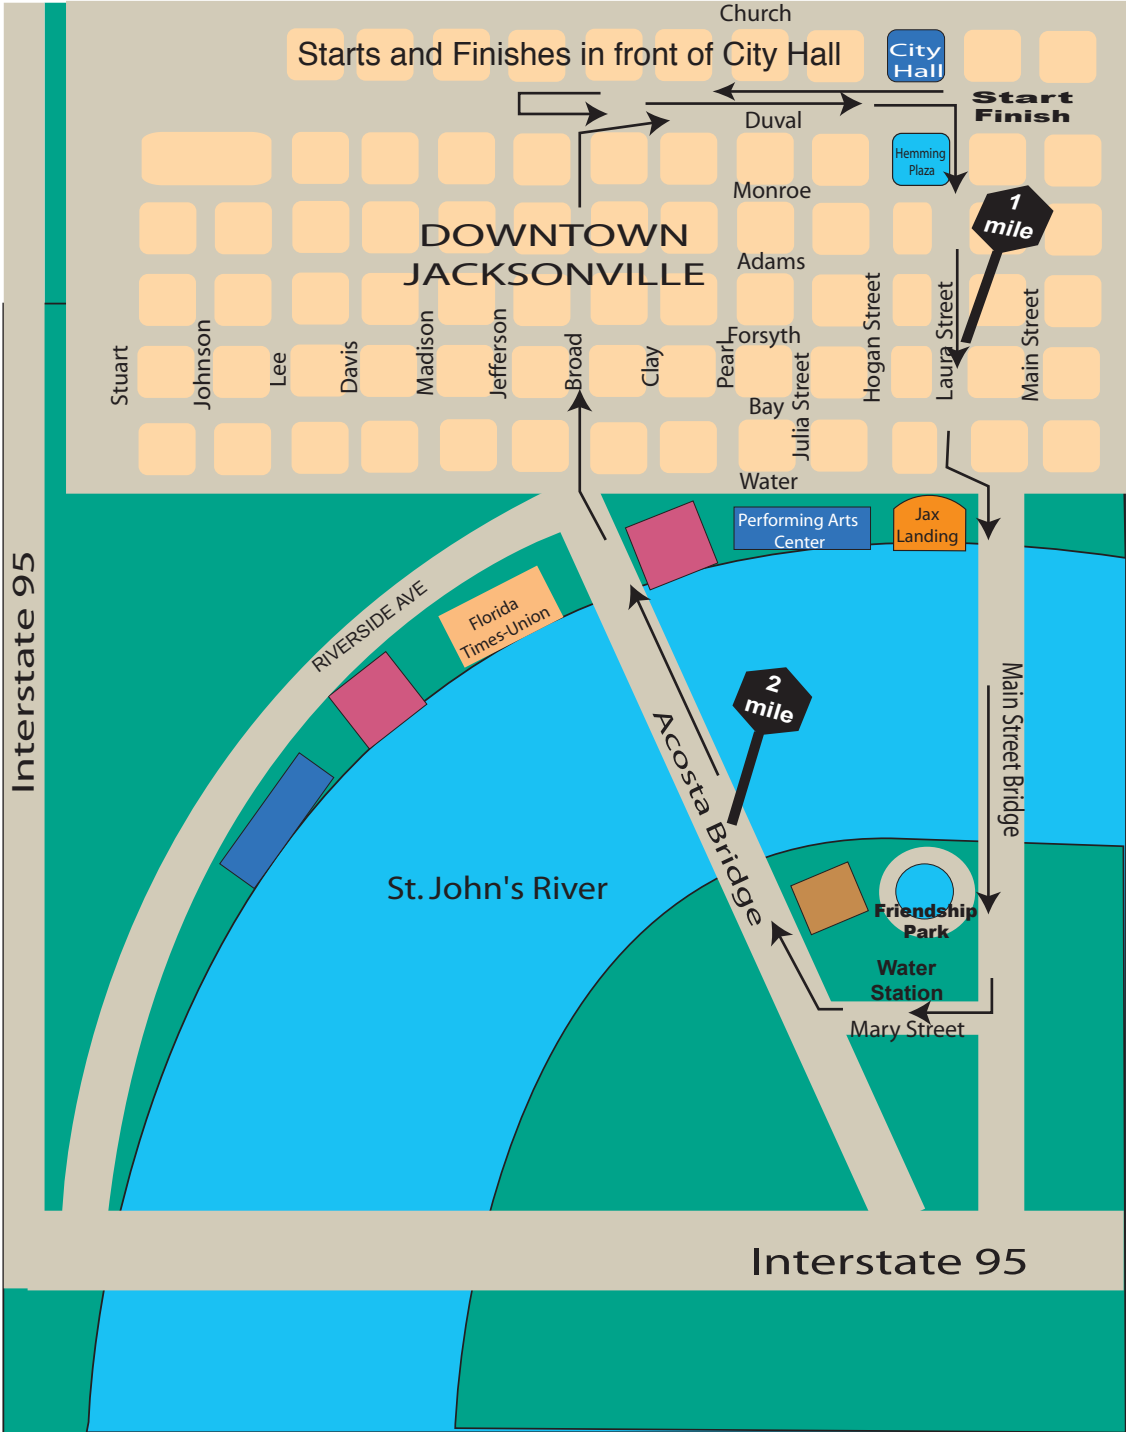 Church
Starts and Finishes in front of City Hall
City
Hall
Start
Finish
Duval
Hemming
Plaza
Monroe
1
mile
DOWNTOWN
JACKSONVILLE
Adams
Stuart
Johnson
Lee
Davis
Madison
Jefferson
Broad
Clay
Pearl
Forsyth
Julia Street
Hogan Street
Laura Street
Main Street
Bay
Water
Performing Arts
Center
Jax
Landing
Interstate 95
RIVERSIDE AVE
Florida
Times-Union
2
mile
Acosta Bridge
Main Street Bridge
St. John's River
Friendship
Park
Water
Station
Mary Street
Interstate 95